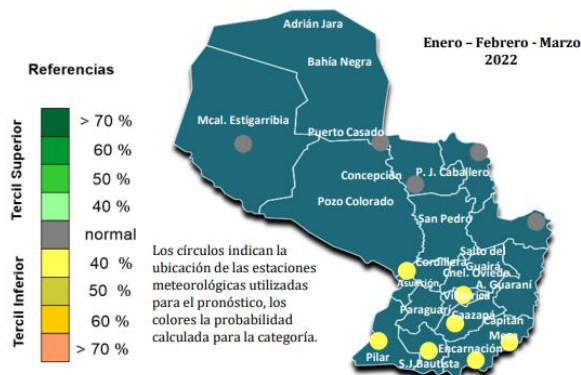 Enero – Febrero - Marzo
2022
Referencias
Tercil Superior
> 70 %
60 %
50 %
40 %
normal
Tercil Inferior
40 %
50 %
60 %
> 70 %
Los círculos indican la
ubicación de las estaciones
meteorológicas utilizadas
para el pronóstico, los
colores la probabilidad
calculada para la categoría.
Adrián Jara
Bahía Negra
Mcal. Estigarribia
Puerto Casado
Concepción
P. J. Caballero
Pozo Colorado
San Pedro
Salto del
Guairá
Cordillera
Cnel. Oviedo
Asunción
A. Guaraní
Villarrica
Paraguarí
Caazapá
Capitán
Meza
Encarnación
Pilar
S.J.Bautista